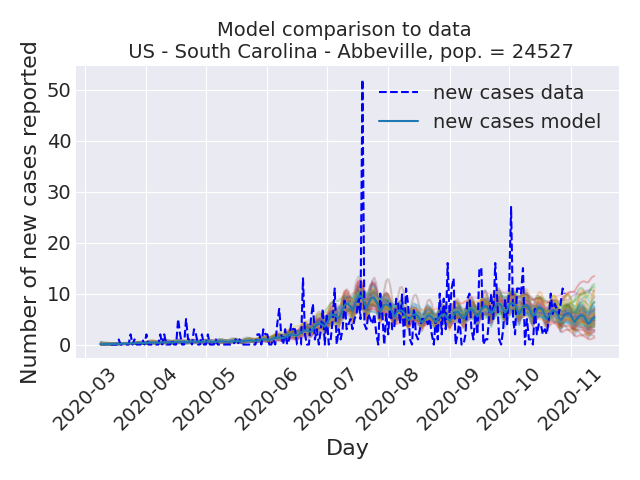 Model comparison to data
US - South Carolina - Abbeville, pop. = 24527
Number of new cases reported
50
40
30
20
10
0
new cases data
new cases model
2020-03
2020-04
2020-05
2020-06
2020-07
2020-08
2020-09
2020-10
2020-11
Day